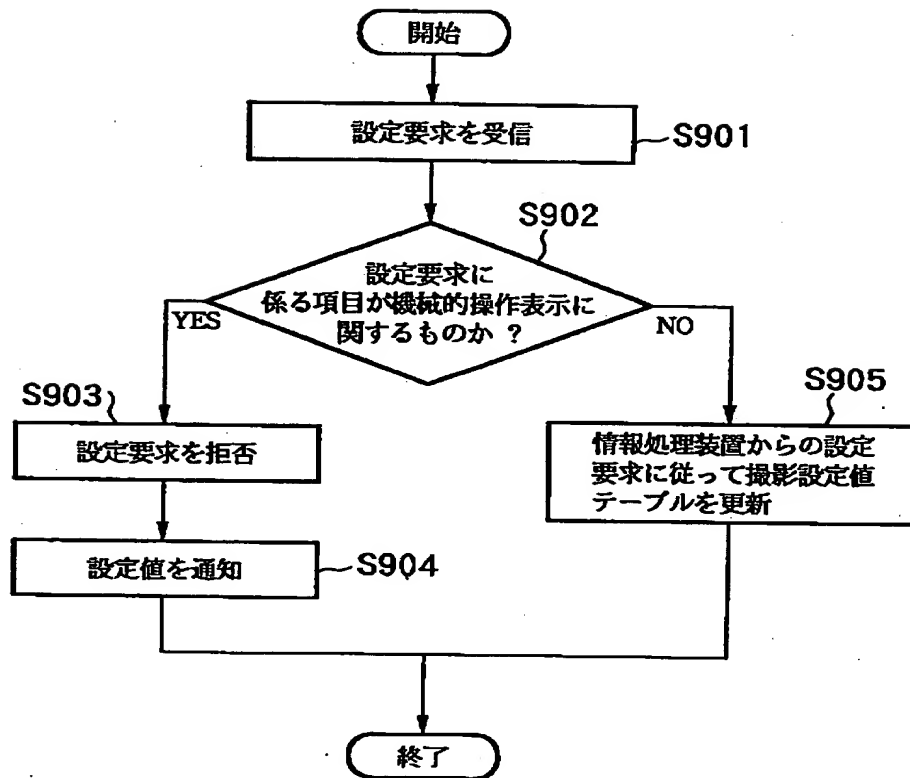 開始
設定要求を受信
S901
S902
設定要求に
係る項目が機械的操作表示に
関するものか ?
YES
NO
S903
設定要求を拒否
S905
情報処理装置からの設定
要求に従って撮影設定値
テーブルを更新
設定値を通知
S904
終了